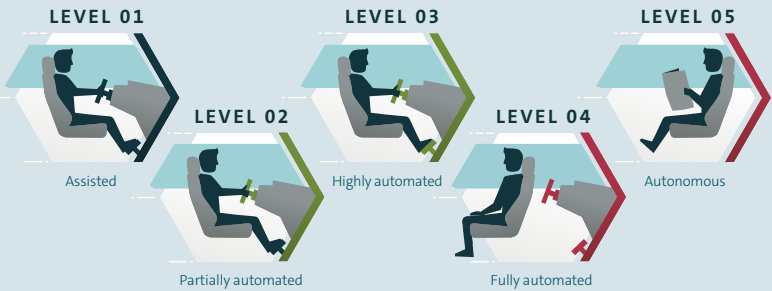 LEVEL 01
Assisted
LEVEL 02
Partially automated
LEVEL 03
Highly automated
LEVEL 04
Fully automated
LEVEL 05
Autonomous